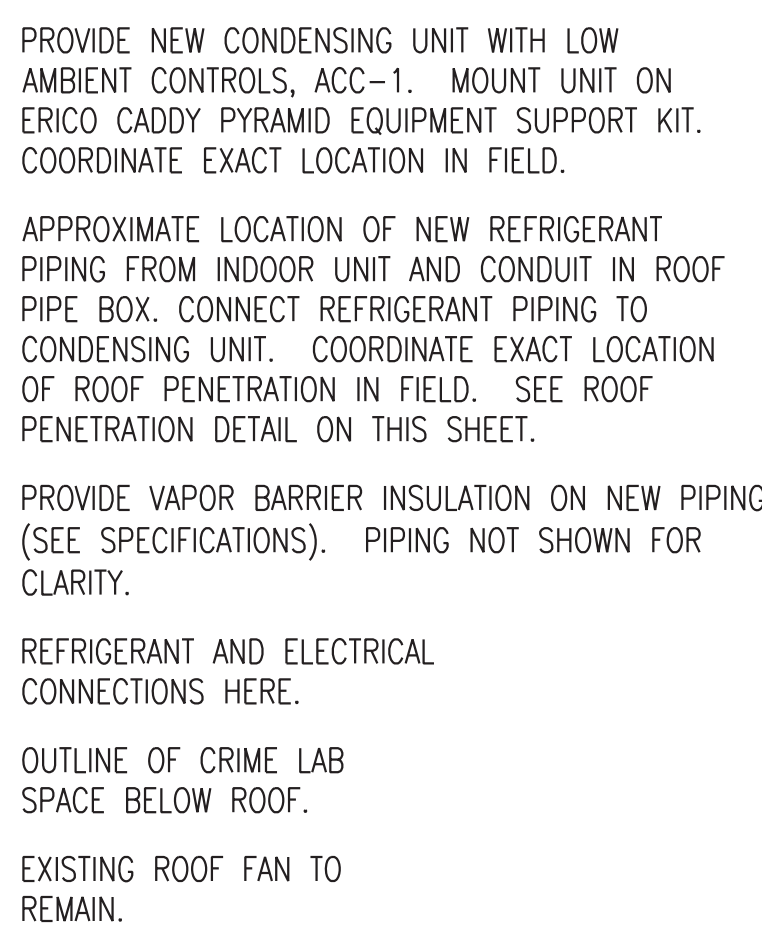 PROVIDE NEW CONDENSING UNIT WITH LOW
AMBIENT CONTROLS, ACC-1. MOUNT UNIT ON
ERICO CADDY PYRAMID EQUIPMENT SUPPORT KIT.
COORDINATE EXACT LOCATION IN FIELD.
APPROXIMATE LOCATION OF NEW REFRIGERANT
PIPING FROM INDOOR UNIT AND CONDUIT IN ROOF
PIPE BOX. CONNECT REFRIGERANT PIPING TO
CONDENSING UNIT. COORDINATE EXACT LOCATION
OF ROOF PENETRATION IN FIELD. SEE ROOF
PENETRATION DETAIL ON THIS SHEET.
PROVIDE VAPOR BARRIER INSULATION ON NEW PIPING
(SEE SPECIFICATIONS). PIPING NOT SHOWN FOR
CLARITY.
REFRIGERANT AND ELECTRICAL
CONNECTIONS HERE.
OUTLINE OF CRIME LAB
SPACE BELOW ROOF.
EXISTING ROOF FAN TO
REMAIN.